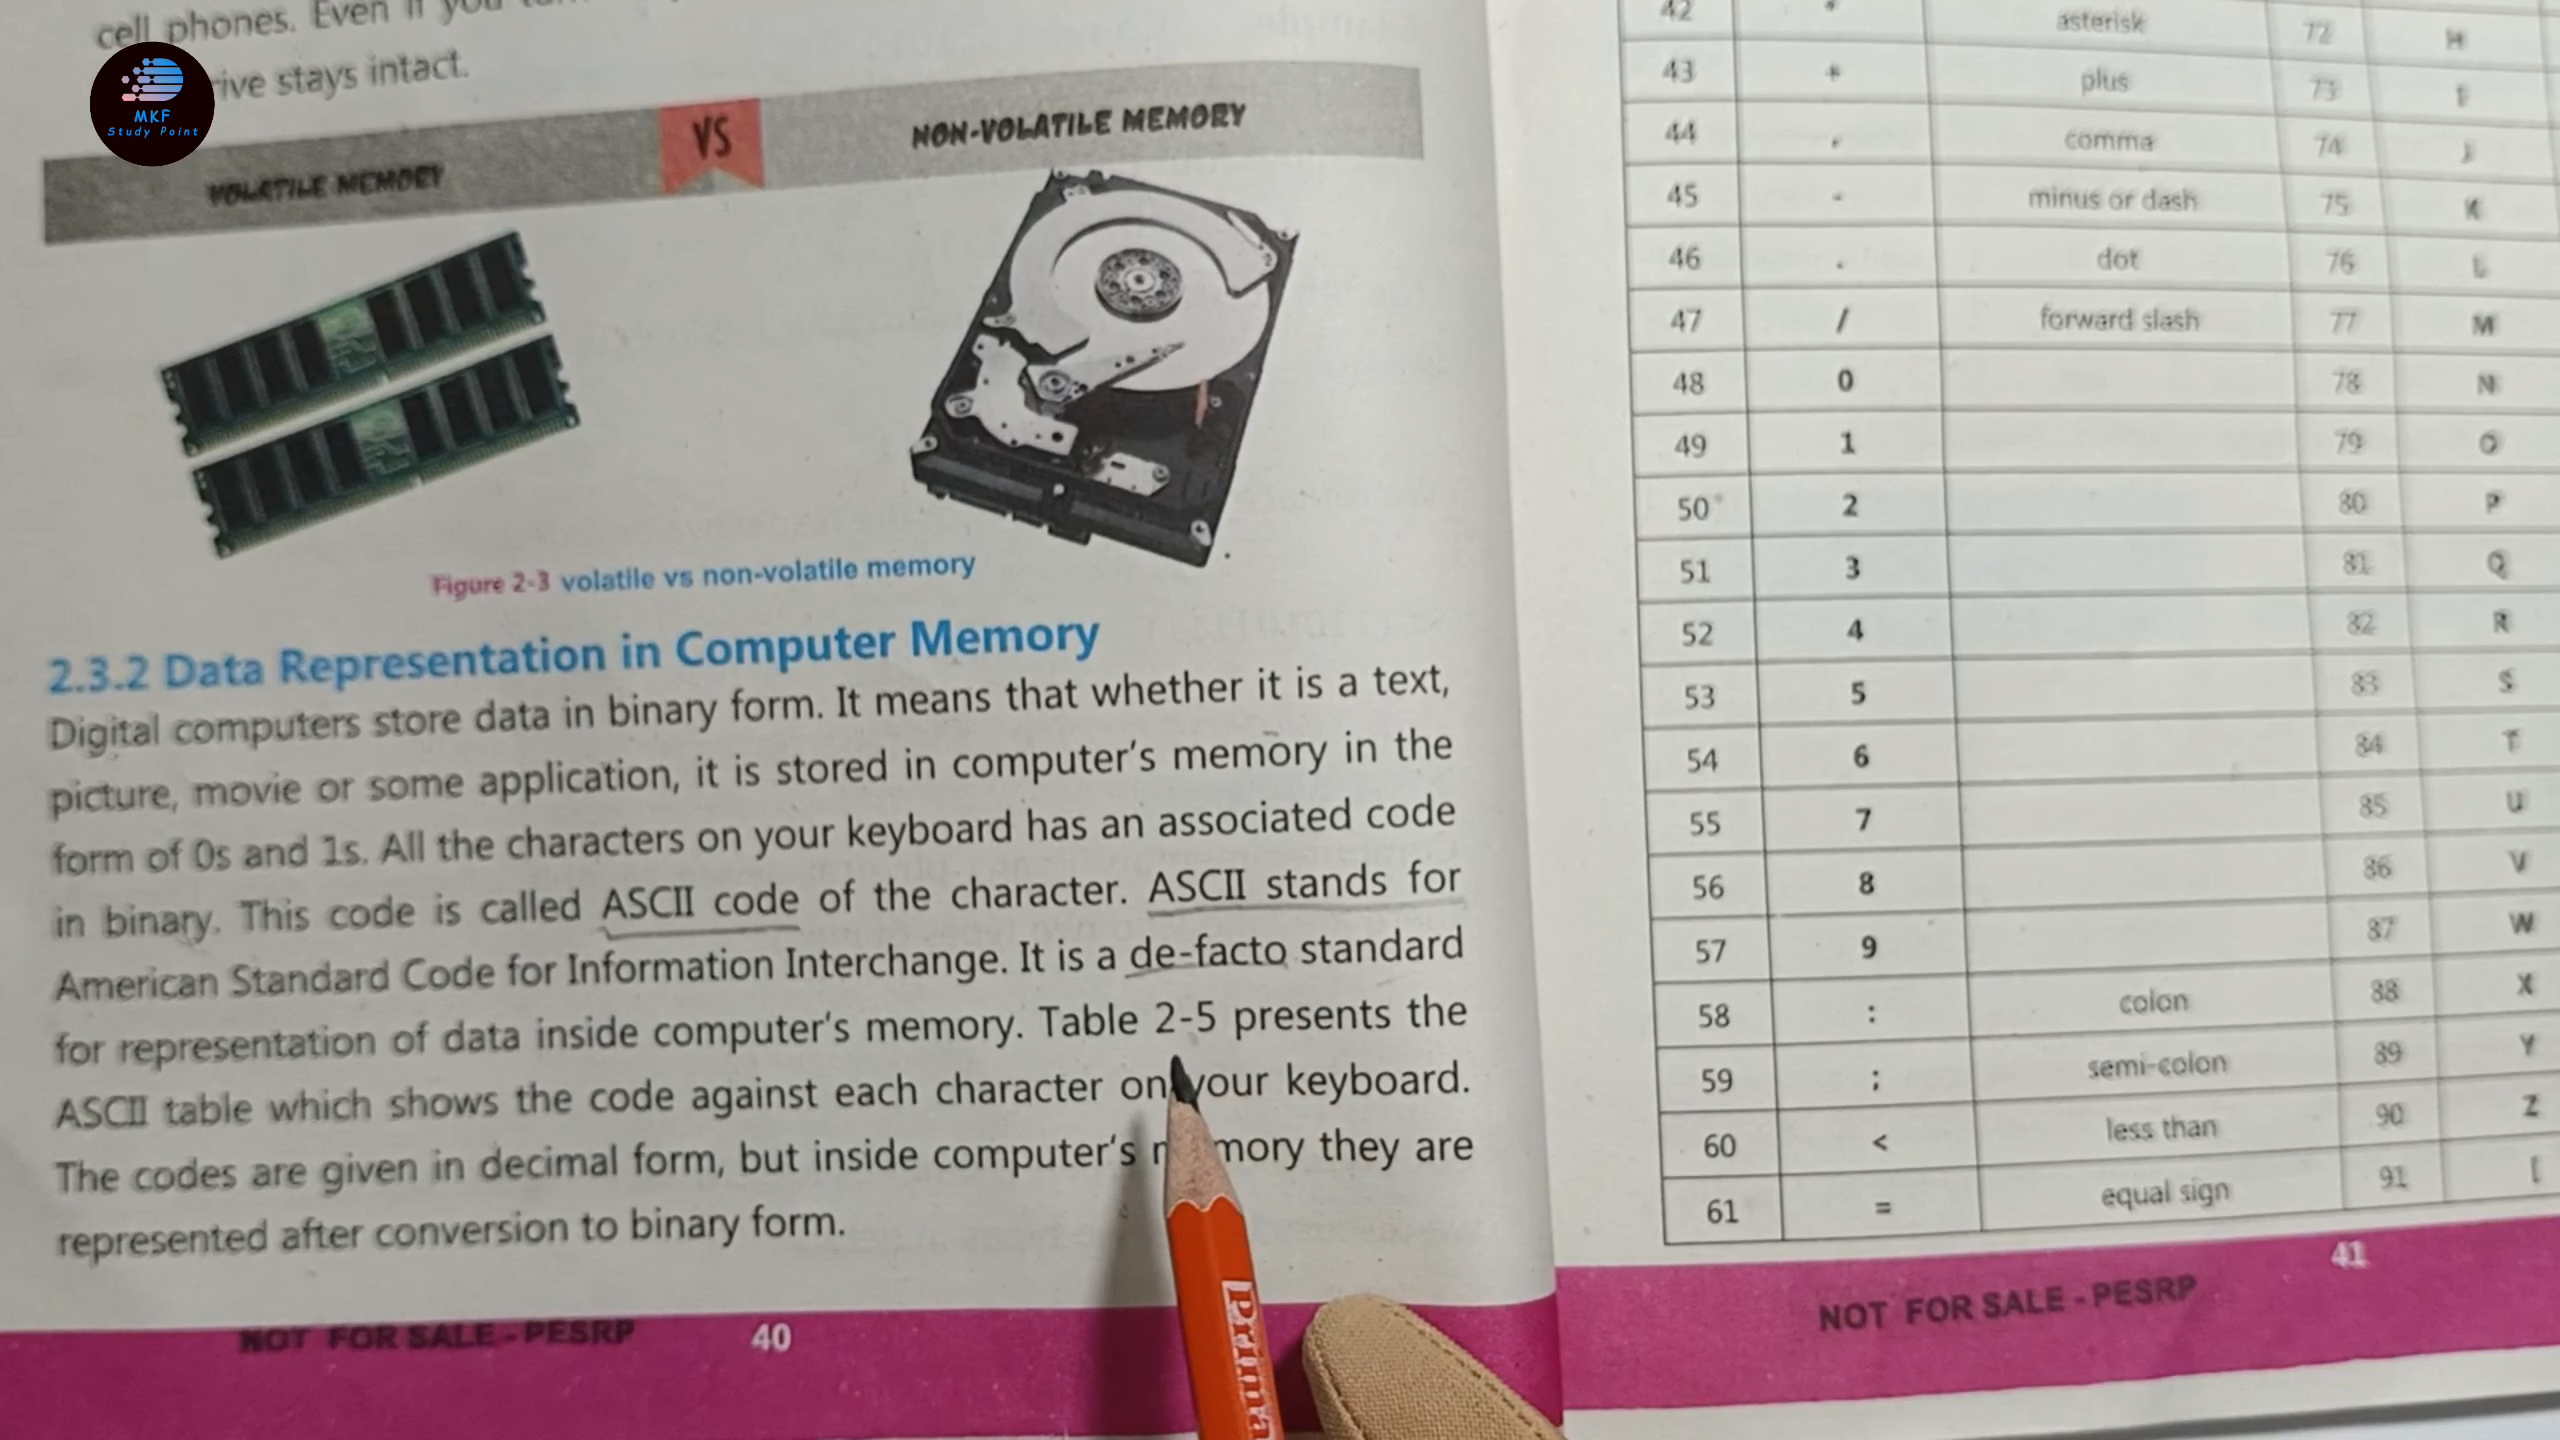 cell phones. Even if you
rive stays intact.
MKF
Study Point
VOLATILE MEMORY
VS
NON-VOLATILE MEMORY
Figure 2-3 volatile vs non-volatile memory
2.3.2 Data Representation in Computer Memory
Digital computers store data in binary form. It means that whether it is a text,
picture, movie or some application, it is stored in computer's memory in the
form of 0s and 1s. All the characters on your keyboard has an associated code
in binary. This code is called ASCII code of the character. ASCII stands for
American Standard Code for Information Interchange. It is a de-facto standard
for representation of data inside computer's memory. Table 2-5 presents the
ASCII table which shows the code against each character on your keyboard.
The codes are given in decimal form, but inside computer's memory they are
represented after conversion to binary form.
NOT FOR SALE - PESRP
40
Prima
42 * asterisk 72 H
43 + plus 73 I
44 , comma 74 J
45 - minus or dash 75 K
46 . dot 76 L
47 / forward slash 77 M
48 0 78 N
49 1 79 O
50 2 80 P
51 3 81 Q
52 4 82 R
53 5 83 S
54 6 84 T
55 7 85 U
56 8 86 V
57 9 87 W
58 : colon 88 X
59 ; semi-colon 89 Y
60 < less than 90 Z
61 = equal sign 91 [
NOT FOR SALE - PESRP
41